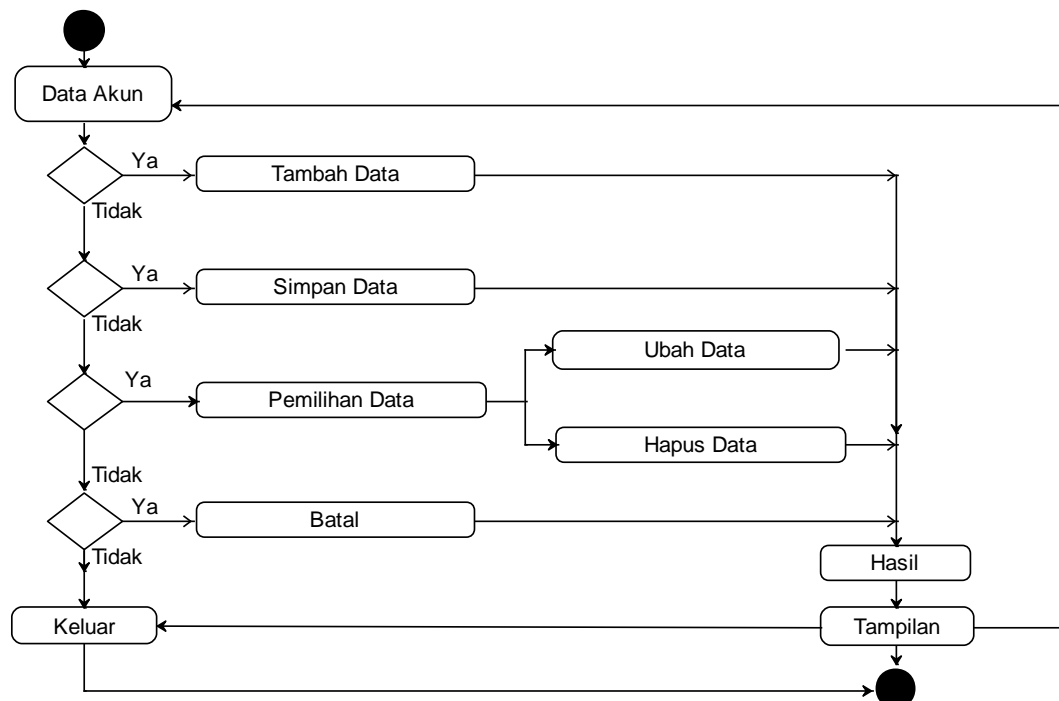 Data Akun
Ya
Tambah Data
Tidak
Ya
Simpan Data
Tidak
Ubah Data
Ya
Pemilihan Data
Hapus Data
Tidak
Ya
Batal
Tidak
Hasil
Keluar
Tampilan